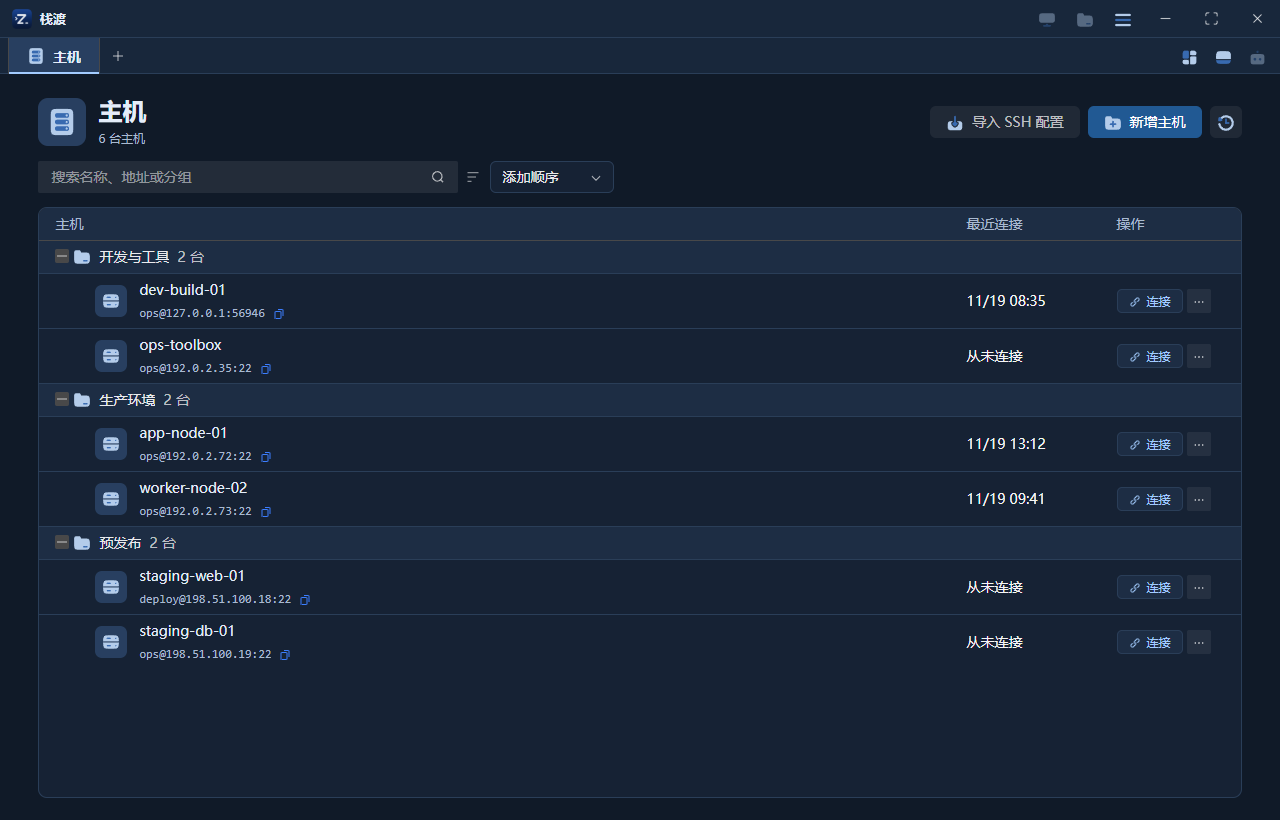 Z. 栈渡
主机
主机
6 台主机
导入 SSH 配置
新增主机
搜索名称、地址或分组
添加顺序
主机 最近连接 操作
开发与工具 2 台
dev-build-01
ops@127.0.0.1:56946
11/19 08:35
连接
ops-toolbox
ops@192.0.2.35:22
从未连接
连接
生产环境 2 台
app-node-01
ops@192.0.2.72:22
11/19 13:12
连接
worker-node-02
ops@192.0.2.73:22
11/19 09:41
连接
预发布 2 台
staging-web-01
deploy@198.51.100.18:22
从未连接
连接
staging-db-01
ops@198.51.100.19:22
从未连接
连接